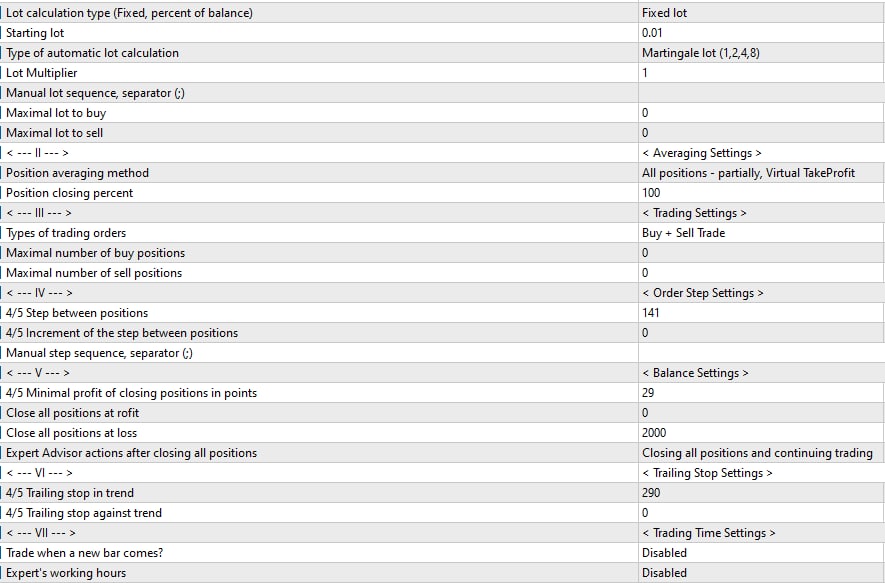 Lot calculation type (Fixed, percent of balance) Fixed lot
Starting lot 0.01
Type of automatic lot calculation Martingale lot (1,2,4,8)
Lot Multiplier 1
Manual lot sequence, separator (;)
Maximal lot to buy 0
Maximal lot to sell 0
< --- II --- > < Averaging Settings >
Position averaging method All positions - partially, Virtual TakeProfit
Position closing percent 100
< --- III --- > < Trading Settings >
Types of trading orders Buy + Sell Trade
Maximal number of buy positions 0
Maximal number of sell positions 0
< --- IV --- > < Order Step Settings >
4/5 Step between positions 141
4/5 Increment of the step between positions 0
Manual step sequence, separator (;)
< --- V --- > < Balance Settings >
4/5 Minimal profit of closing positions in points 29
Close all positions at rofit 0
Close all positions at loss 2000
Expert Advisor actions after closing all positions Closing all positions and continuing trading
< --- VI --- > < Trailing Stop Settings >
4/5 Trailing stop in trend 290
4/5 Trailing stop against trend 0
< --- VII --- > < Trading Time Settings >
Trade when a new bar comes? Disabled
Expert's working hours Disabled